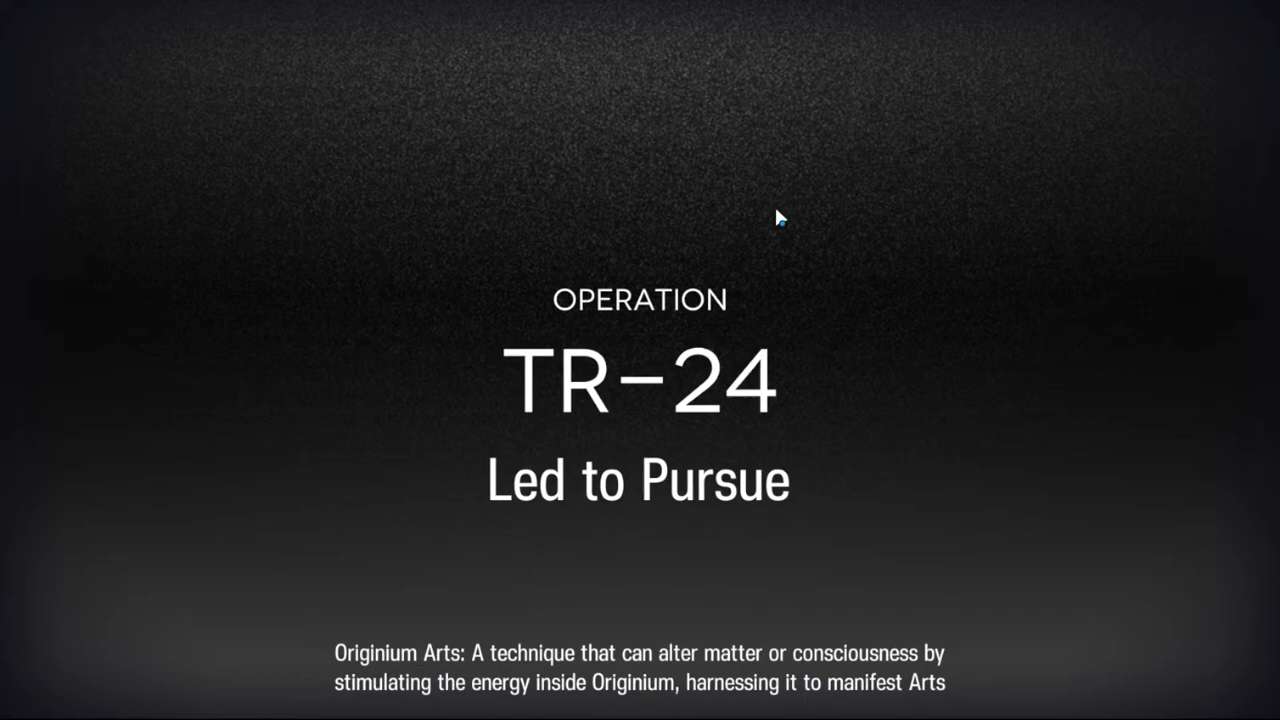 OPERATION
TR-24
Led to Pursue
Originium Arts: A technique that can alter matter or consciousness by
stimulating the energy inside Originium, harnessing it to manifest Arts